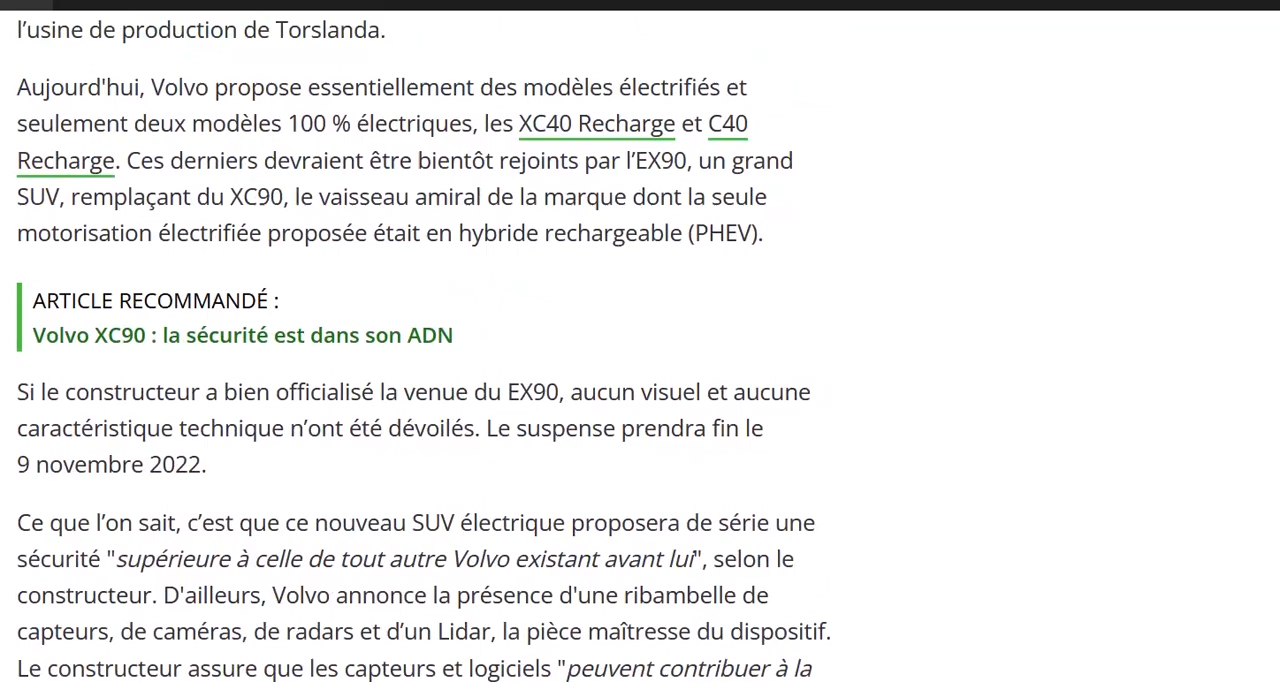 l’usine de production de Torslanda.
Aujourd'hui, Volvo propose essentiellement des modèles électrifiés et
seulement deux modèles 100 % électriques, les XC40 Recharge et C40
Recharge. Ces derniers devraient être bientôt rejoints par l’EX90, un grand
SUV, remplaçant du XC90, le vaisseau amiral de la marque dont la seule
motorisation électrifiée proposée était en hybride rechargeable (PHEV).
ARTICLE RECOMMANDÉ :
Volvo XC90 : la sécurité est dans son ADN
Si le constructeur a bien officialisé la venue du EX90, aucun visuel et aucune
caractéristique technique n’ont été dévoilés. Le suspense prendra fin le
9 novembre 2022.
Ce que l’on sait, c’est que ce nouveau SUV électrique proposera de série une
sécurité "supérieure à celle de tout autre Volvo existant avant lui", selon le
constructeur. D'ailleurs, Volvo annonce la présence d'une ribambelle de
capteurs, de caméras, de radars et d’un Lidar, la pièce maîtresse du dispositif.
Le constructeur assure que les capteurs et logiciels "peuvent contribuer à la